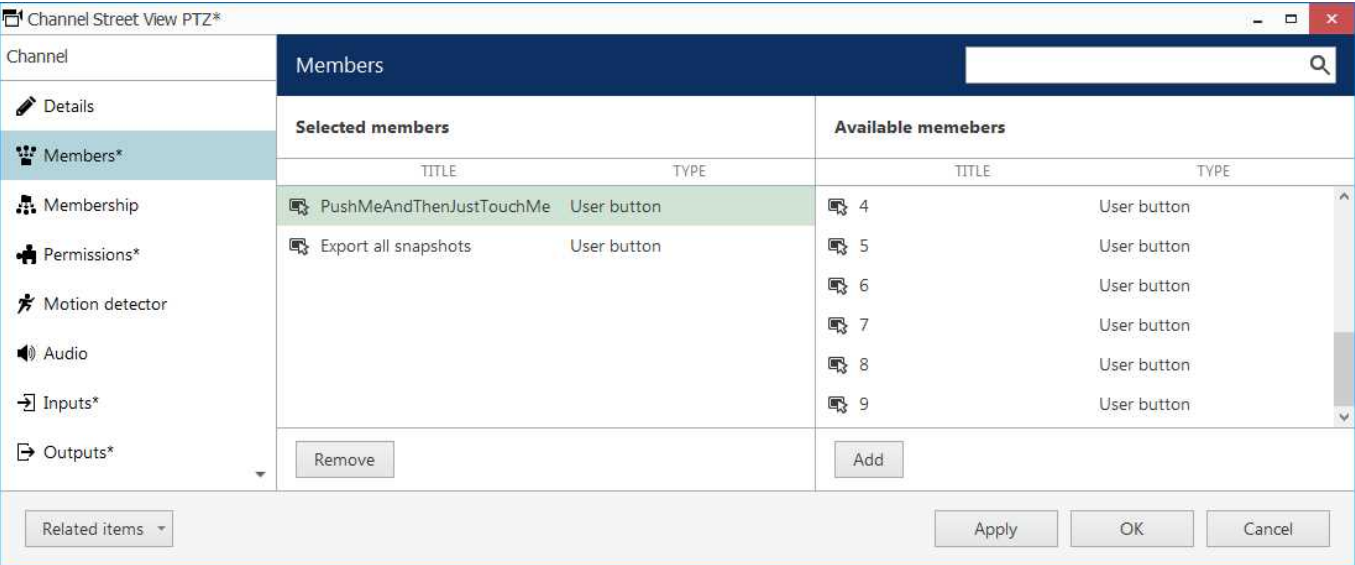 Channel Street View PTZ*
Channel
Members
Details
Members*
Membership
Permissions*
Motion detector
Audio
Inputs*
Outputs*
Selected members
TITLE TYPE
PushMeAndThenJustTouchMe User button
Export all snapshots User button
Remove
Available memebers
TITLE TYPE
4 User button
5 User button
6 User button
7 User button
8 User button
9 User button
Add
Related items
Apply OK Cancel